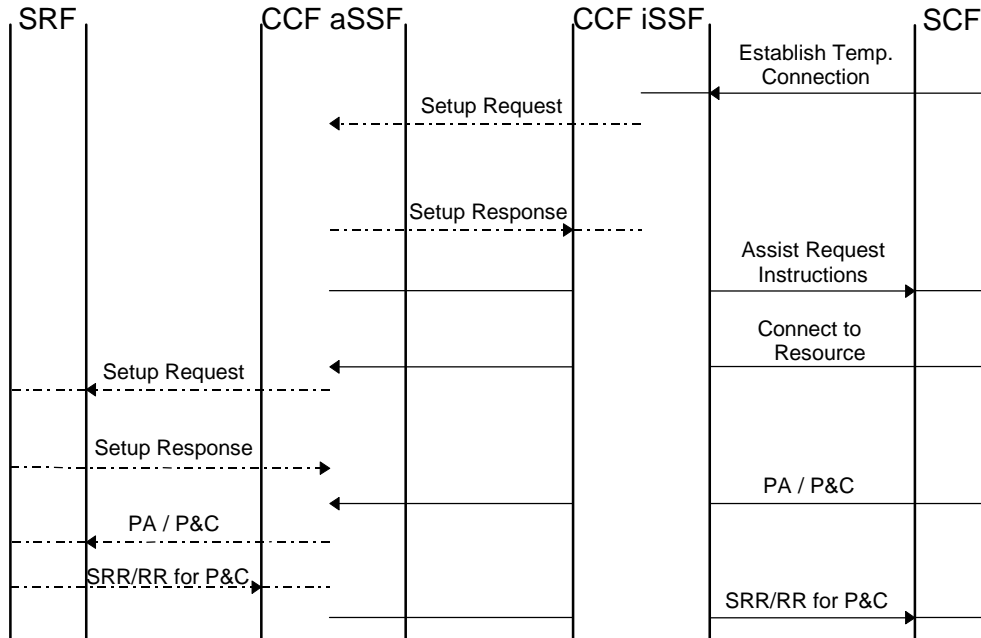 SRF CCF aSSF CCF iSSF SCF
Establish Temp.
Connection
Setup Request
Setup Response
Assist Request
Instructions
Connect to
Resource
Setup Request
Setup Response
PA / P&C
PA / P&C
SRR/RR for P&C
SRR/RR for P&C